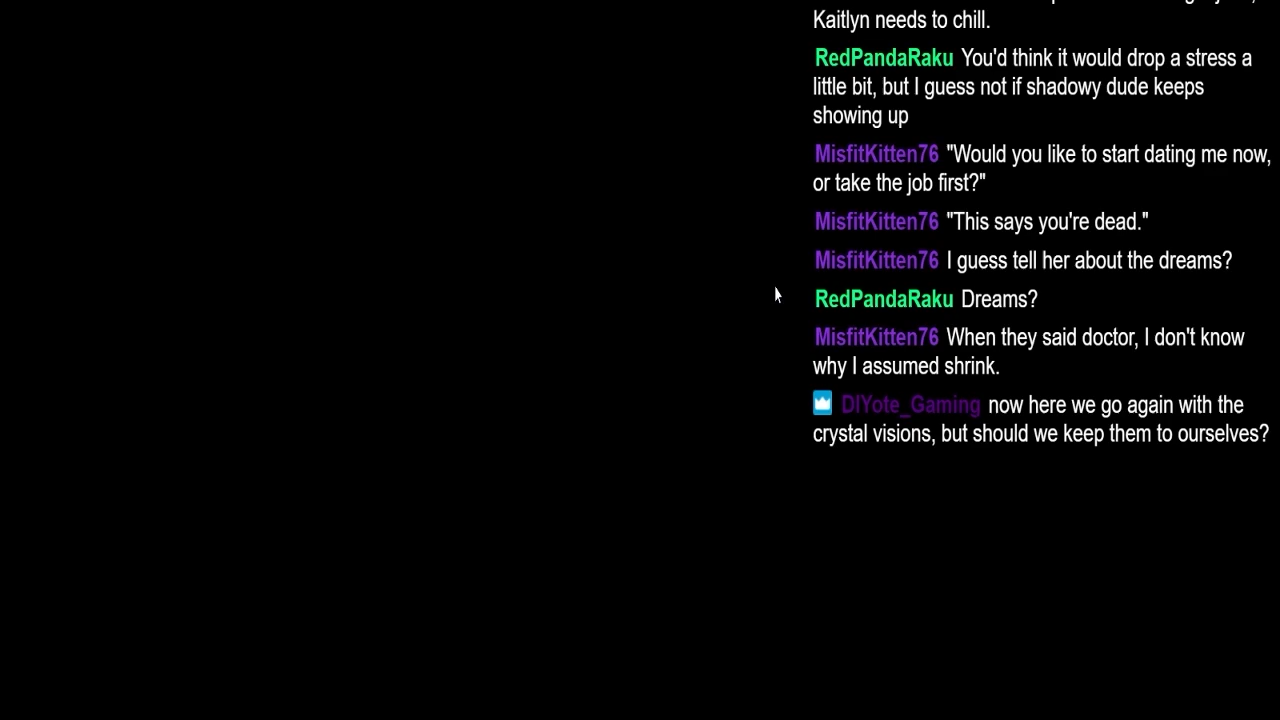 Kaitlyn needs to chill.
RedPandaRaku You'd think it would drop a stress a
little bit, but I guess not if shadowy dude keeps
showing up
MisfitKitten76 "Would you like to start dating me now,
or take the job first?"
MisfitKitten76 "This says you're dead."
MisfitKitten76 I guess tell her about the dreams?
RedPandaRaku Dreams?
MisfitKitten76 When they said doctor, I don't know
why I assumed shrink.
DIYote_Gaming now here we go again with the
crystal visions, but should we keep them to ourselves?